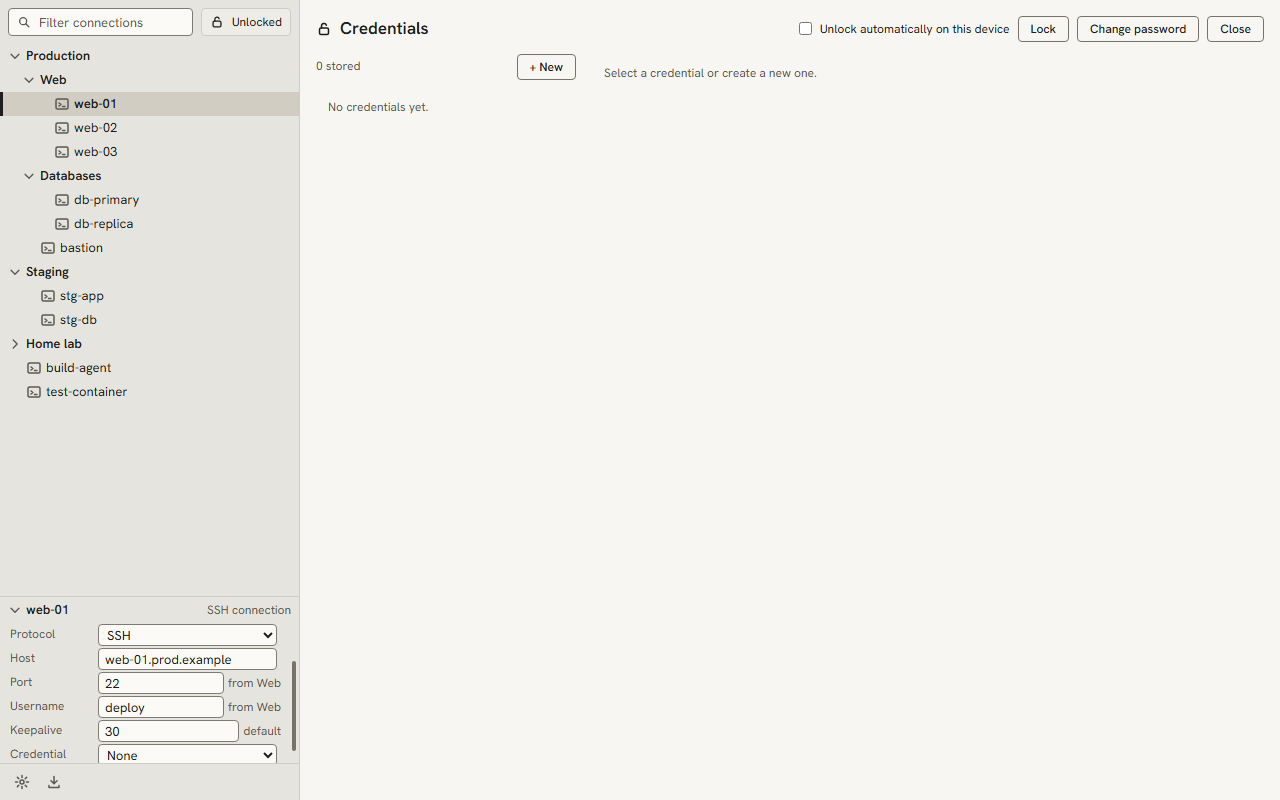 Filter connections
Unlocked
Production
Web
web-01
web-02
web-03
Databases
db-primary
db-replica
bastion
Staging
stg-app
stg-db
Home lab
build-agent
test-container
web-01 SSH connection
Protocol SSH
Host web-01.prod.example
Port 22 from Web
Username deploy from Web
Keepalive 30 default
Credential None
Credentials
Unlock automatically on this device
Lock
Change password
Close
0 stored
+ New
No credentials yet.
Select a credential or create a new one.